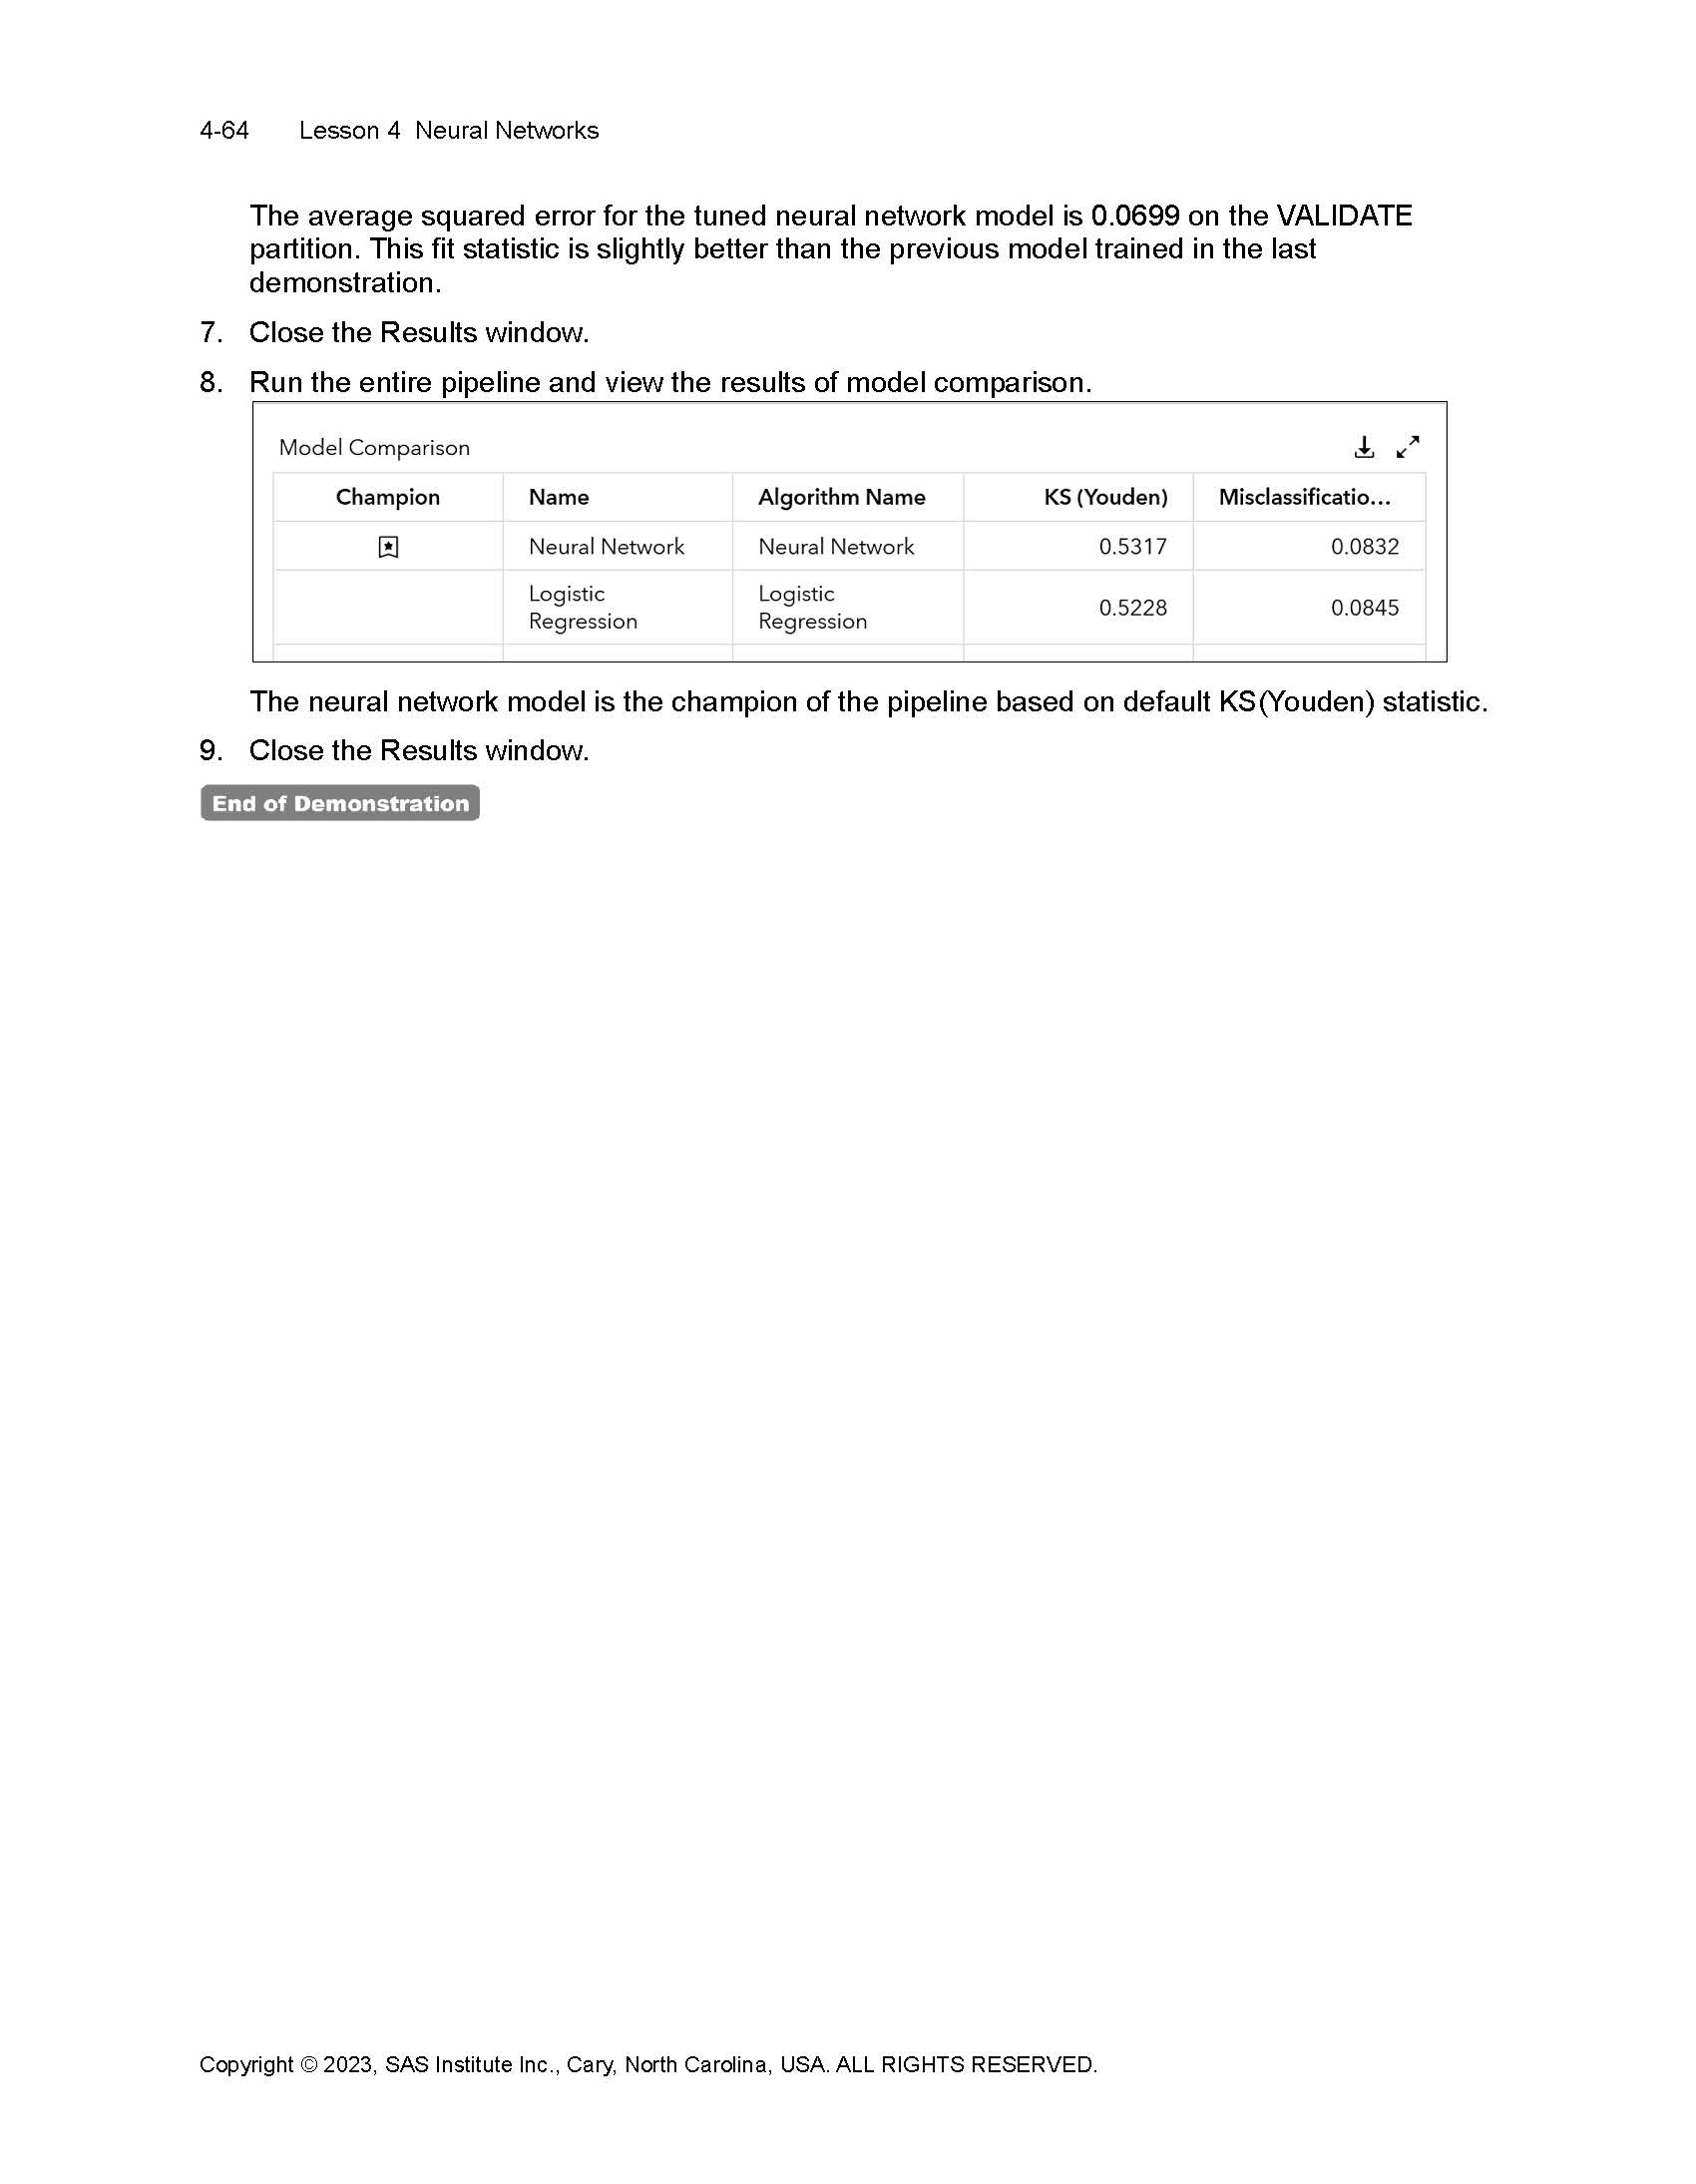 4-64 Lesson 4 Neural Networks
The average squared error for the tuned neural network model is 0.0699 on the VALIDATE
partition. This fit statistic is slightly better than the previous model trained in the last
demonstration.
7. Close the Results window.
8. Run the entire pipeline and view the results of model comparison.
Model Comparison
Champion Name Algorithm Name KS (Youden) Misclassificatio...
Neural Network Neural Network 0.5317 0.0832
Logistic Logistic
Regression Regression 0.5228 0.0845
The neural network model is the champion of the pipeline based on default KS(Youden) statistic.
9. Close the Results window.
End of Demonstration
Copyright © 2023, SAS Institute Inc., Cary, North Carolina, USA. ALL RIGHTS RESERVED.